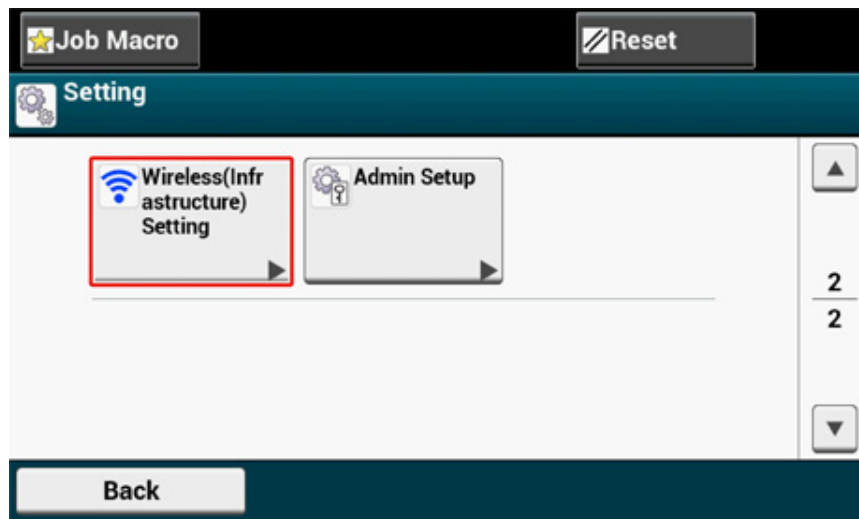 Job Macro
Reset
Setting
Wireless(Infr
astructure)
Setting
Admin Setup
2
2
Back